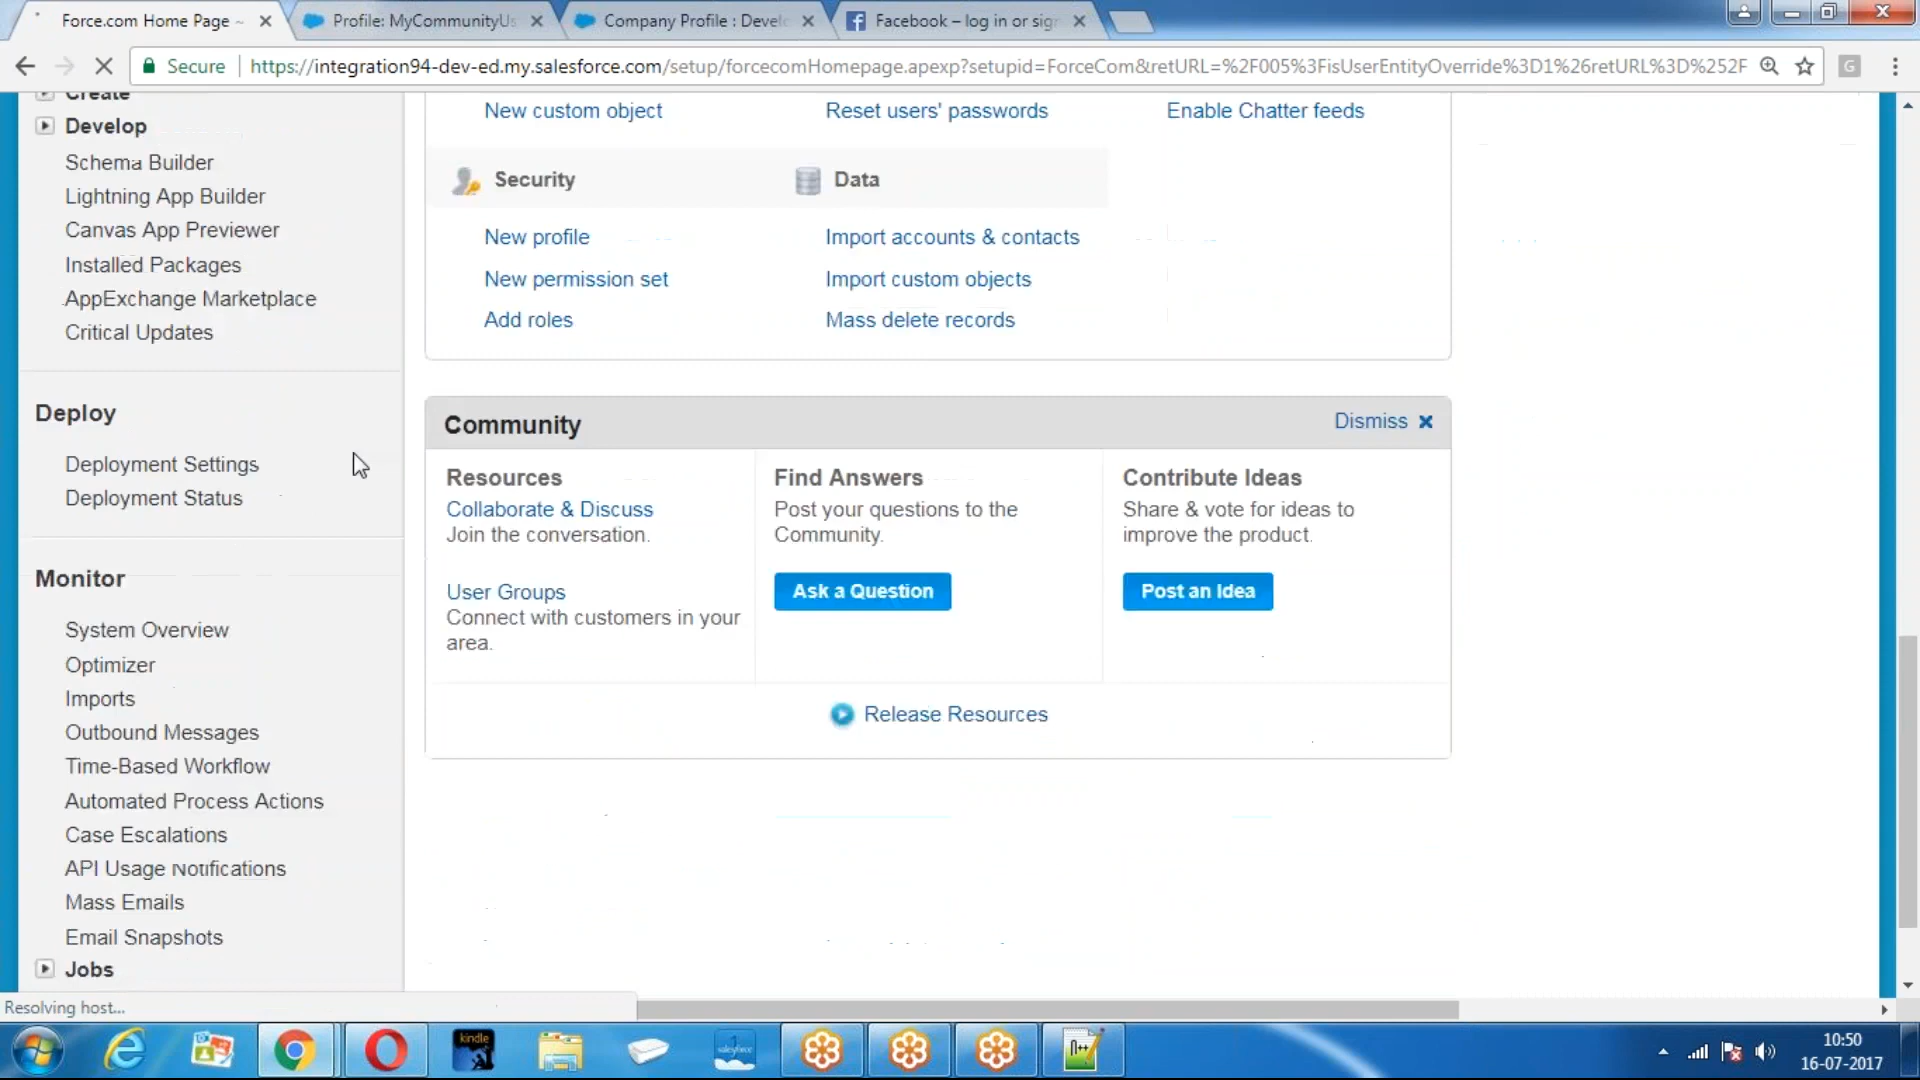 Force.com Home Page ~
Profile: MyCommunityUs
Company Profile : Devel
Facebook – log in or sign
Secure
https://integration94-dev-ed.my.salesforce.com/setup/forcecomHomepage.apexp?setupid=ForceCom&retURL=%2F005%3FisUserEntityOverride%3D1%26retURL%3D%252F
Create
Develop
Schema Builder
Lightning App Builder
Canvas App Previewer
Installed Packages
AppExchange Marketplace
Critical Updates
Deploy
Deployment Settings
Deployment Status
Monitor
System Overview
Optimizer
Imports
Outbound Messages
Time-Based Workflow
Automated Process Actions
Case Escalations
API Usage Notifications
Mass Emails
Email Snapshots
Jobs
New custom object
Reset users' passwords
Enable Chatter feeds
Security
Data
New profile
Import accounts & contacts
New permission set
Import custom objects
Add roles
Mass delete records
Community
Dismiss
Resources
Collaborate & Discuss
Join the conversation.
User Groups
Connect with customers in your
area.
Find Answers
Post your questions to the
Community.
Ask a Question
Contribute Ideas
Share & vote for ideas to
improve the product.
Post an Idea
Release Resources
Resolving host...
kindle
salesforce
10:50
16-07-2017